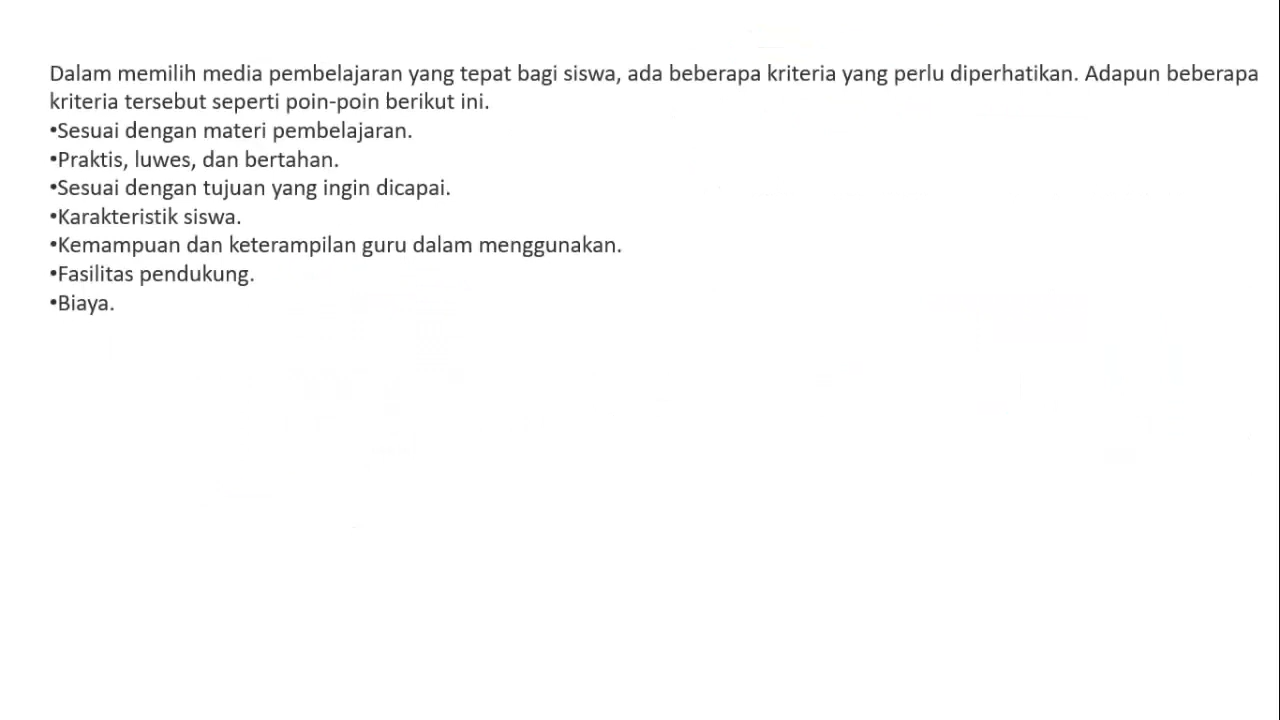 Dalam memilih media pembelajaran yang tepat bagi siswa, ada beberapa kriteria yang perlu diperhatikan. Adapun beberapa
kriteria tersebut seperti poin-poin berikut ini.
•Sesuai dengan materi pembelajaran.
•Praktis, luwes, dan bertahan.
•Sesuai dengan tujuan yang ingin dicapai.
•Karakteristik siswa.
•Kemampuan dan keterampilan guru dalam menggunakan.
•Fasilitas pendukung.
•Biaya.